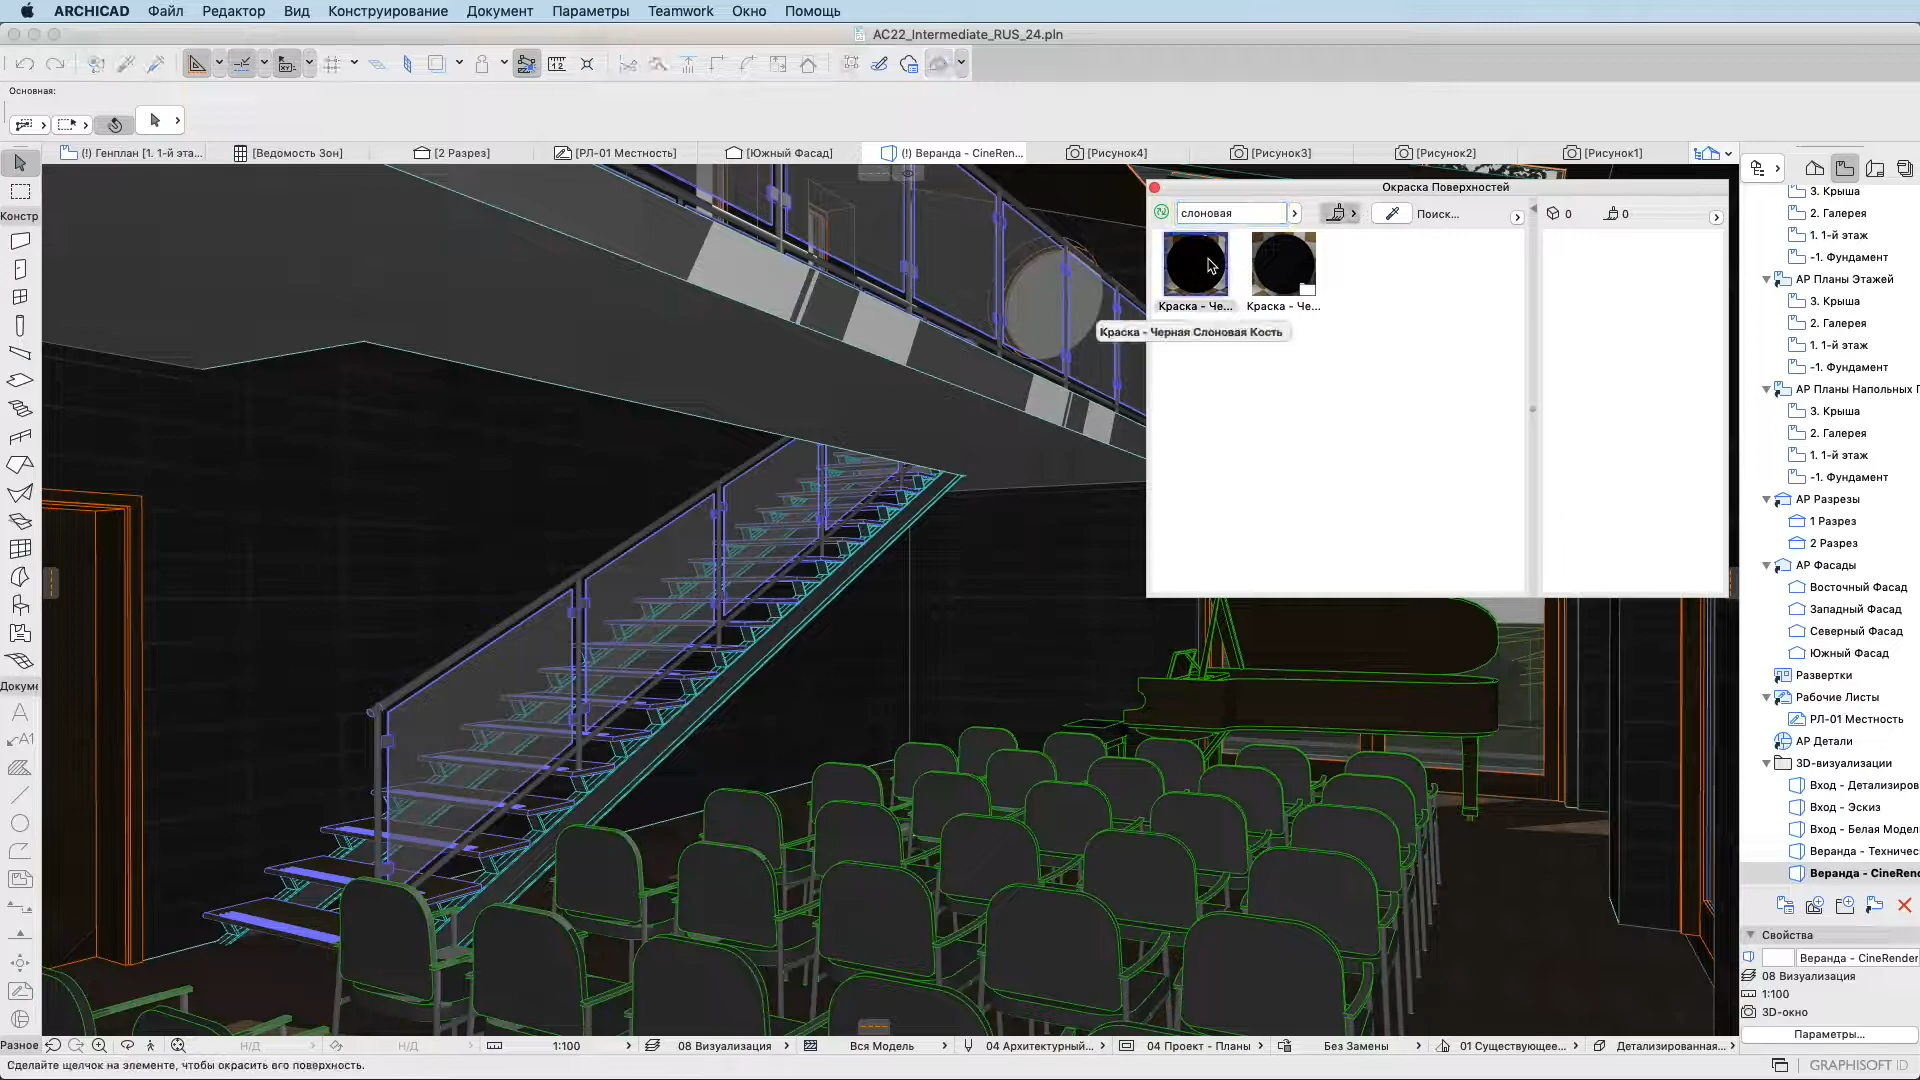 ARCHICAD Файл Редактор Вид Конструирование Документ Параметры Teamwork Окно Помощь
AC22_Intermediate_RUS_24.pln
Основная:
(!) Генплан [1. 1-й эта... [Ведомость Зон] [2 Разрез] [РЛ-01 Местность] [Южный Фасад] (!) Веранда - CineRen... [Рисунок4] [Рисунок3] [Рисунок2] [Рисунок1]
Констр
Окраска Поверхностей
слоновая Поиск... 0 0
Краска - Че... Краска - Че...
Краска - Черная Слоновая Кость
3. Крыша
2. Галерея
1. 1-й этаж
-1. Фундамент
АР Планы Этажей
3. Крыша
2. Галерея
1. 1-й этаж
-1. Фундамент
АР Планы Напольных П
3. Крыша
2. Галерея
1. 1-й этаж
-1. Фундамент
АР Разрезы
1 Разрез
2 Разрез
АР Фасады
Восточный Фасад
Западный Фасад
Северный Фасад
Южный Фасад
Развертки
Рабочие Листы
РЛ-01 Местность
АР Детали
3D-визуализации
Вход - Детализиров
Вход - Эскиз
Вход - Белая Модел
Веранда - Техничес
Веранда - CineRend
Свойства
Веранда - CineRender
08 Визуализация
1:100
3D-окно
Параметры...
Докуме
A
A1
Разное Н/Д Н/Д 1:100 08 Визуализация Вся Модель 04 Архитектурный... 04 Проект - Планы Без Замены 01 Существующее... Детализированная...
Сделайте щелчок на элементе, чтобы окрасить его поверхность.
GRAPHISOFT ID